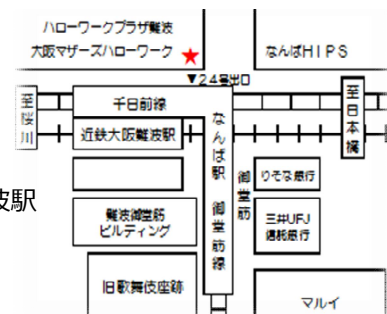 ハローワークプラザ難波
大阪マザーズハローワーク
★
なんばHIPS
▼24号出口
至桜川
千日前線
至日本橋
近鉄大阪難波駅
なんば駅 御堂筋線
御堂筋
りそな銀行
波駅
難波御堂筋
ビルディング
三井UFJ
信託銀行
旧歌舞伎座跡
マルイ